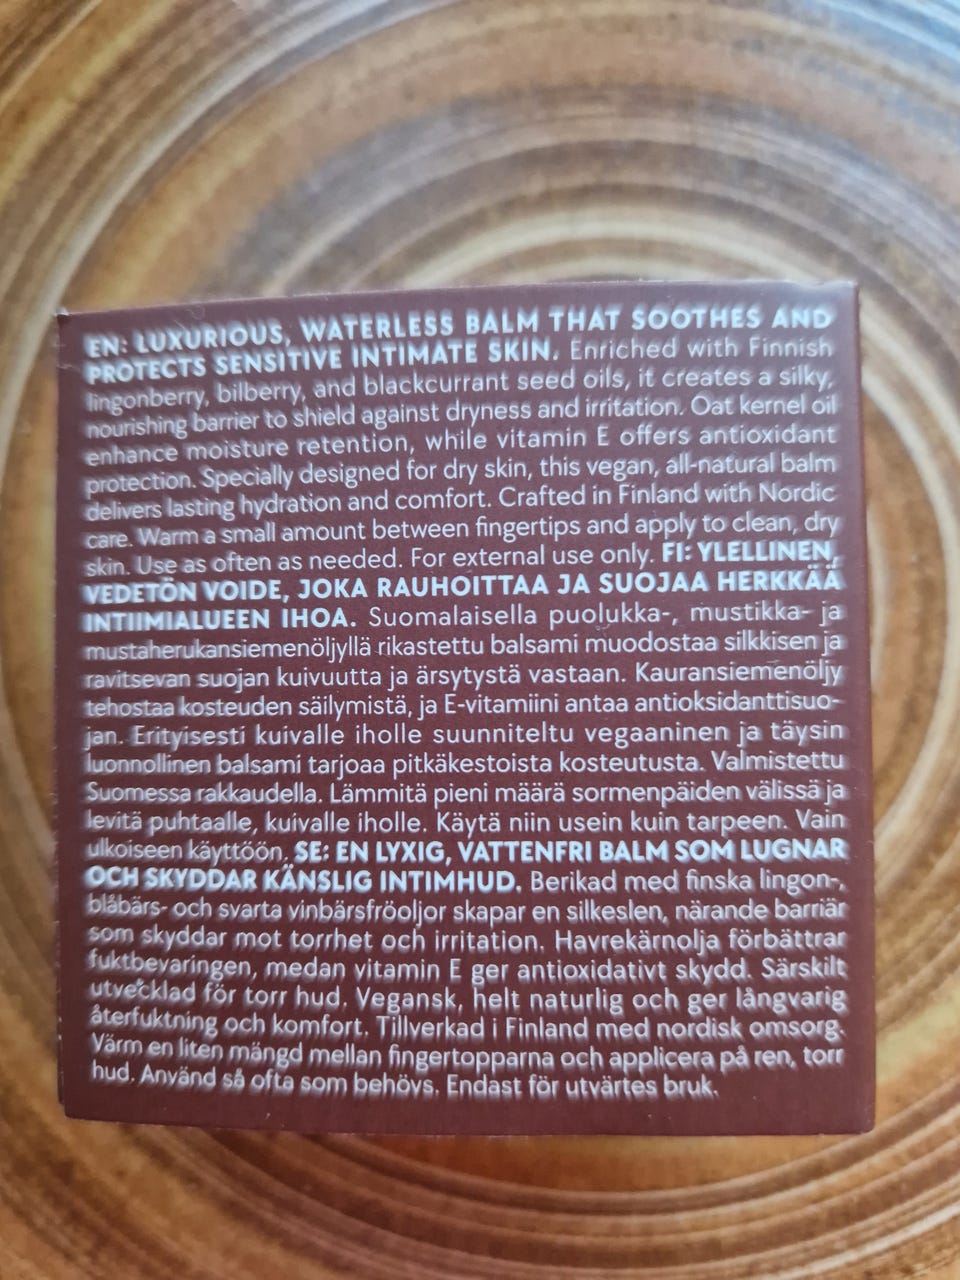 EN: LUXURIOUS, WATERLESS BALM THAT SOOTHES AND
PROTECTS SENSITIVE INTIMATE SKIN. Enriched with Finnish
lingonberry, bilberry, and blackcurrant seed oils, it creates a silky,
nourishing barrier to shield against dryness and irritation. Oat kernel oil
enhance moisture retention, while vitamin E offers antioxidant
protection. Specially designed for dry skin, this vegan, all-natural balm
delivers lasting hydration and comfort. Crafted in Finland with Nordic
care. Warm a small amount between fingertips and apply to clean, dry
skin. Use as often as needed. For external use only. FI: YLELLINEN,
VEDETÖN VOIDE, JOKA RAUHOITTAA JA SUOJAA HERKKÄÄ
INTIIMIALUEEN IHOA. Suomalaisella puolukka-, mustikka- ja
mustaherukansiemenöljyllä rikastettu balsami muodostaa silkkisen ja
ravitsevan suojan kuivuutta ja ärsytystä vastaan. Kauransiemenöljy
tehostaa kosteuden säilymistä, ja E-vitamiini antaa antioksidanttisuo-
jan. Erityisesti kuivalle iholle suunniteltu vegaaninen ja täysin
luonnollinen balsami tarjoaa pitkäkestoista kosteutusta. Valmistettu
Suomessa rakkaudella. Lämmitä pieni määrä sormenpäiden välissä ja
levitä puhtaalle, kuivalle iholle. Käytä niin usein kuin tarpeen. Vain
ulkoiseen käyttöön. SE: EN LYXIG, VATTENFRI BALM SOM LUGNAR
OCH SKYDDAR KÄNSLIG INTIMHUD. Berikad med finska lingon-,
blåbärs- och svarta vinbärsfröoljor skapar en silkeslen, närande barriär
som skyddar mot torrhet och irritation. Havrekärnolja förbättrar
fuktbevaringen, medan vitamin E ger antioxidativt skydd. Särskilt
utvecklad för torr hud. Vegansk, helt naturlig och ger långvarig
återfuktning och komfort. Tillverkad i Finland med nordisk omsorg.
Värm en liten mängd mellan fingertopparna och applicera på ren, torr
hud. Använd så ofta som behövs. Endast för utvärtes bruk.